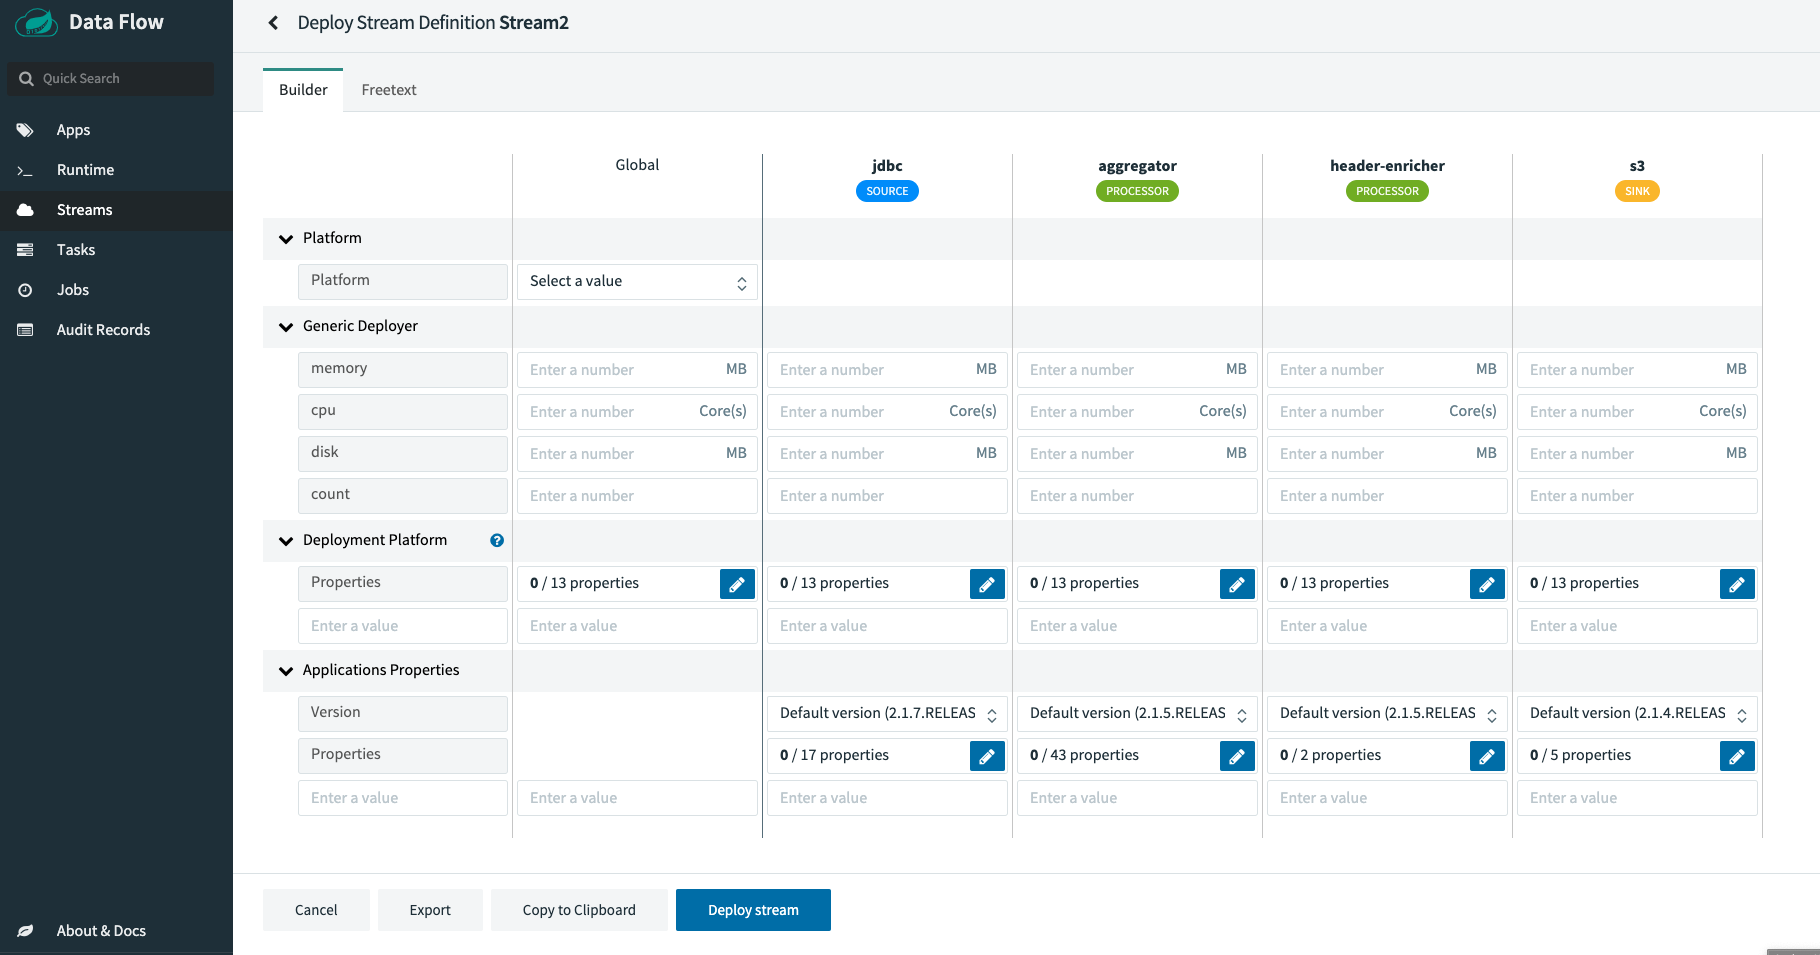 Data Flow
Deploy Stream Definition Stream2
Quick Search
Builder Freetext
Apps
Runtime
Streams
Tasks
Jobs
Audit Records
About & Docs
Global jdbc aggregator header-enricher s3
SOURCE PROCESSOR PROCESSOR SINK
Platform
Platform Select a value
Generic Deployer
memory Enter a number MB Enter a number MB Enter a number MB Enter a number MB Enter a number MB
cpu Enter a number Core(s) Enter a number Core(s) Enter a number Core(s) Enter a number Core(s) Enter a number Core(s)
disk Enter a number MB Enter a number MB Enter a number MB Enter a number MB Enter a number MB
count Enter a number Enter a number Enter a number Enter a number Enter a number
Deployment Platform ?
Properties 0 / 13 properties 0 / 13 properties 0 / 13 properties 0 / 13 properties 0 / 13 properties
Enter a value Enter a value Enter a value Enter a value Enter a value Enter a value
Applications Properties
Version Default version (2.1.7.RELEAS Default version (2.1.5.RELEAS Default version (2.1.5.RELEAS Default version (2.1.4.RELEAS
Properties 0 / 17 properties 0 / 43 properties 0 / 2 properties 0 / 5 properties
Enter a value Enter a value Enter a value Enter a value Enter a value Enter a value
Cancel Export Copy to Clipboard Deploy stream